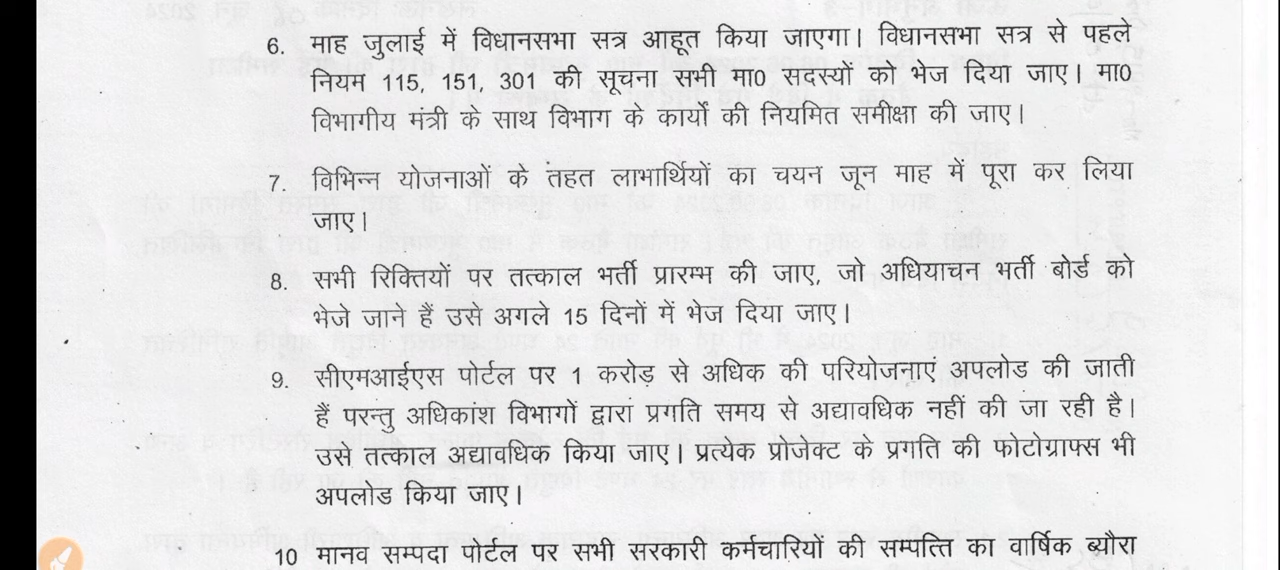 6. माह जुलाई में विधानसभा सत्र आहूत किया जाएगा। विधानसभा सत्र से पहले
नियम 115, 151, 301 की सूचना सभी मा0 सदस्यों को भेज दिया जाए। मा0
विभागीय मंत्री के साथ विभाग के कार्यो की नियमित समीक्षा की जाए।
7. विभिन्न योजनाओं के तहत लाभार्थियों का चयन जून माह में पूरा कर लिया
जाए।
8. सभी रिक्तियों पर तत्काल भर्ती प्रारम्भ की जाए, जो अधियाचन भर्ती बोर्ड को
भेजे जाने हैं उसे अगले 15 दिनों में भेज दिया जाए।
9. सीएमआईएस पोर्टल पर 1 करोड़ से अधिक की परियोजनाएं अपलोड की जाती
हैं परन्तु अधिकांश विभागों द्वारा प्रगति समय से अद्यावधिक नहीं की जा रही है।
उसे तत्काल अद्यावधिक किया जाए। प्रत्येक प्रोजेक्ट के प्रगति की फोटोग्राफ्स भी
अपलोड किया जाए।
10 मानव सम्पदा पोर्टल पर सभी सरकारी कर्मचारियों की सम्पत्ति का वार्षिक ब्यौरा